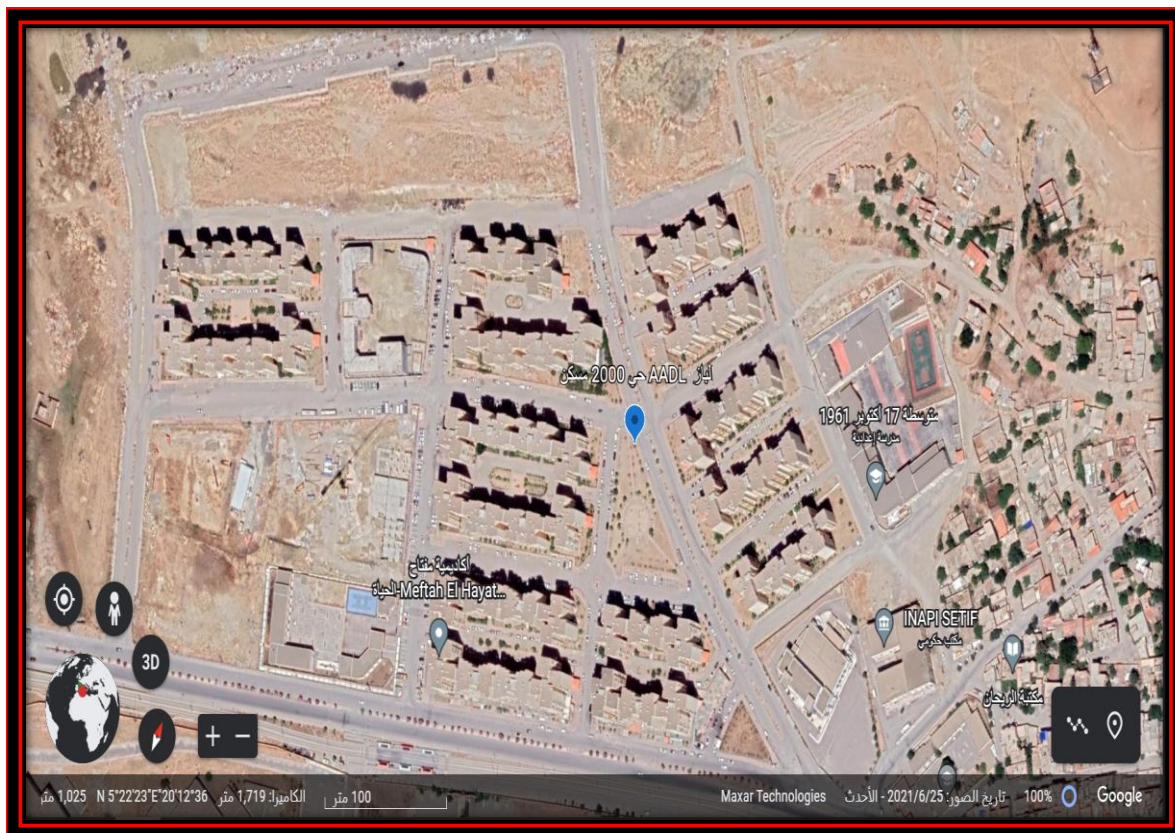 لباز AADL حي 2000 مسكن
متوسطة 17 أكتوبر 1961
مدرسة إعدادية
أكاديمية مفتاح
الحياة-Meftah El Hayat...
INAPI SETIF
مكتب حكومي
مكتبة الريحان
3D
+ −
1,025 متر N 5°22'23"E°20'12"36 الكاميرا: 1,719 متر
100 متر
Maxar Technologies
تاريخ الصور: 2021/6/25 - الأحدث
100%
Google